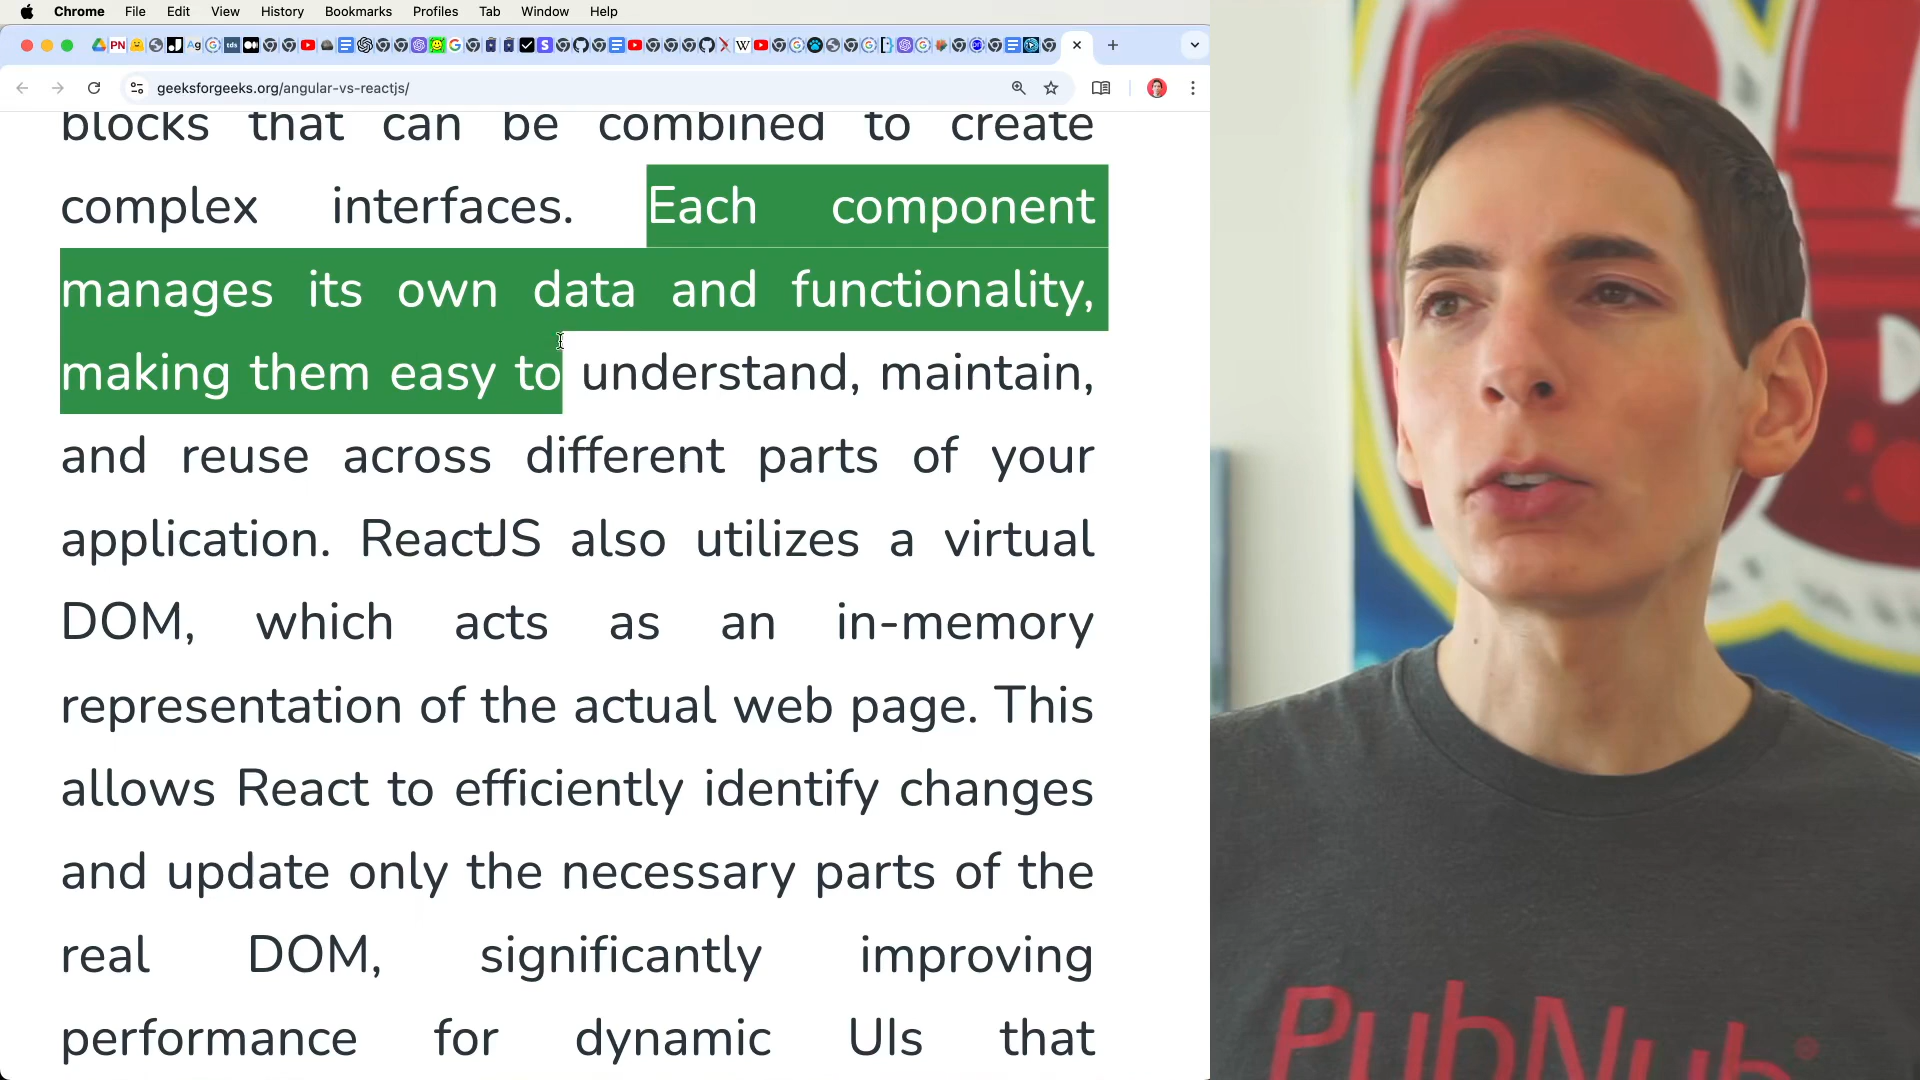 Chrome File Edit View History Bookmarks Profiles Tab Window Help
geeksforgeeks.org/angular-vs-reactjs/
blocks that can be combined to create
complex interfaces. Each component
manages its own data and functionality,
making them easy to understand, maintain,
and reuse across different parts of your
application. ReactJS also utilizes a virtual
DOM, which acts as an in-memory
representation of the actual web page. This
allows React to efficiently identify changes
and update only the necessary parts of the
real DOM, significantly improving
performance for dynamic UIs that
PubNub